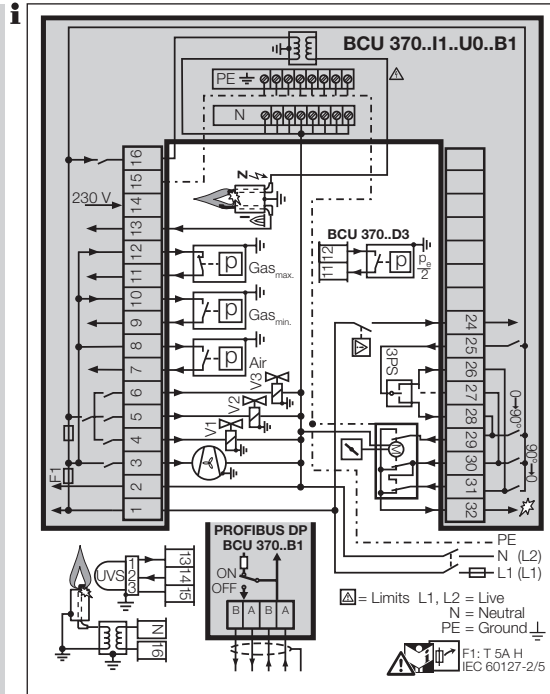 i
BCU 370..I1..U0..B1
PE
N
16
15
14
13
12
11
10
9
8
7
6
5
4
3
2
1
230 V
F1
Z
BCU 370..D3
12
11
p
pe
2
p
Gas max.
p
Gas min.
p
Air
V3
V2
V1
M
3PS
24
25
26
27
28
29
30
31
32
0→90°
90°→0
PE
N (L2)
L1 (L1)
UVS
1
2
3
13
14
15
N
16
PROFIBUS DP
BCU 370..B1
ON
OFF
B A B A
= Limits L1, L2 = Live
N = Neutral
PE = Ground
F1: T 5A H
IEC 60127-2/5